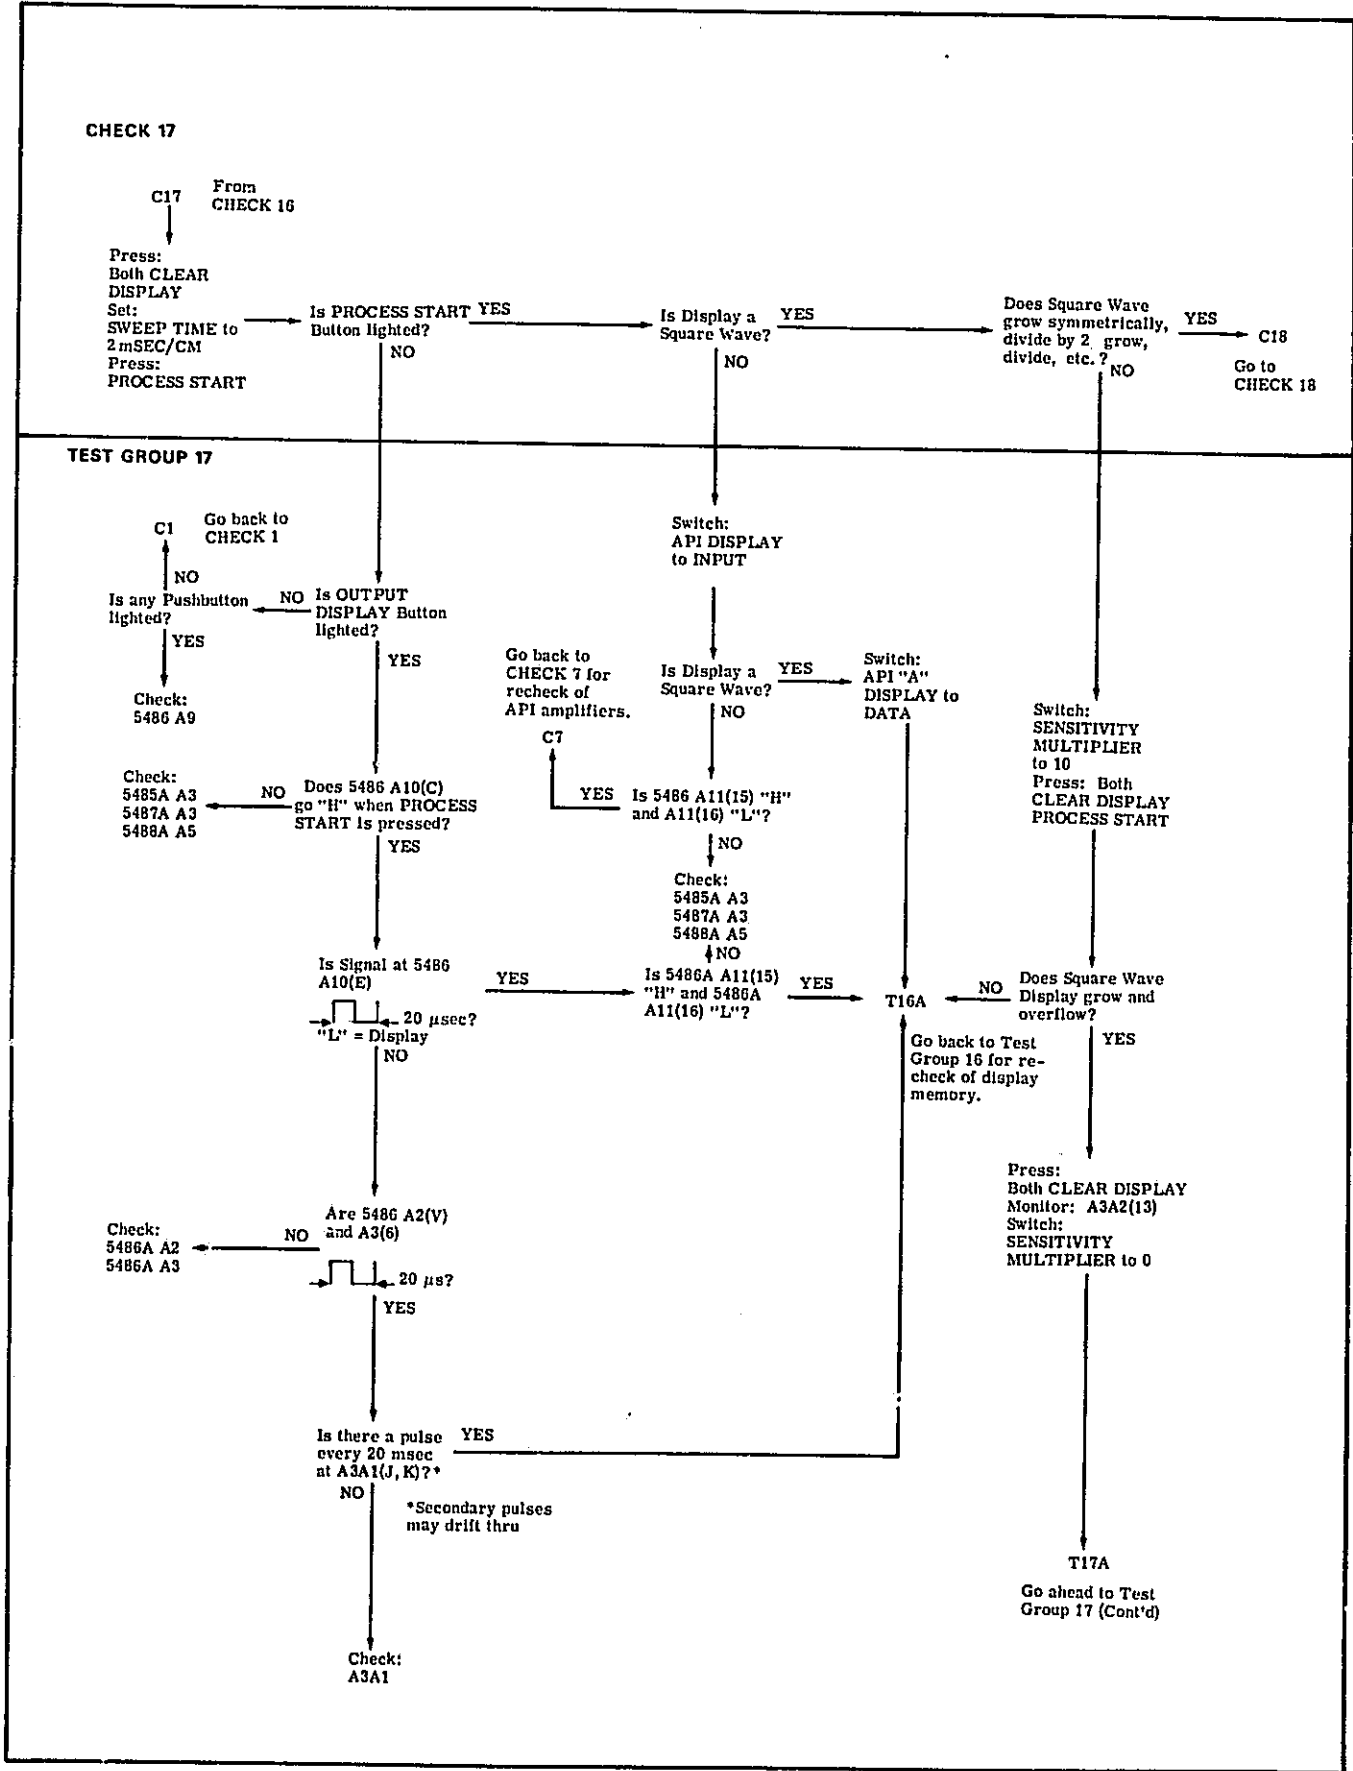 CHECK 17
C17
From
CHECK 16
Press:
Both CLEAR
DISPLAY
Set:
SWEEP TIME to
2 mSEC/CM
Press:
PROCESS START
Is PROCESS START
Button lighted?
YES
NO
Is Display a
Square Wave?
YES
NO
Does Square Wave
grow symmetrically,
divide by 2 grow,
divide, etc.?
YES
NO
C18
Go to
CHECK 18
TEST GROUP 17
C1
Go back to
CHECK 1
NO
Is any Pushbutton
lighted?
YES
Check:
5486 A9
NO
Is OUTPUT
DISPLAY Button
lighted?
YES
Switch:
API DISPLAY
to INPUT
Go back to
CHECK 7 for
recheck of
API amplifiers.
C7
Is Display a
Square Wave?
YES
NO
Switch:
API "A"
DISPLAY to
DATA
Switch:
SENSITIVITY
MULTIPLIER
to 10
Press: Both
CLEAR DISPLAY
PROCESS START
Check:
5485A A3
5487A A3
5488A A5
NO
Does 5486 A10(C)
go "H" when PROCESS
START is pressed?
YES
YES
Is 5486 A11(15) "H"
and A11(16) "L"?
NO
Check:
5485A A3
5487A A3
5488A A5
NO
Is Signal at 5486
A10(E)
20 μsec?
"L" = Display
YES
NO
Is 5486A A11(15)
"H" and 5486A
A11(16) "L"?
YES
T16A
Go back to Test
Group 16 for re-
check of display
memory.
NO
Does Square Wave
Display grow and
overflow?
YES
Press:
Both CLEAR DISPLAY
Monitor: A3A2(13)
Switch:
SENSITIVITY
MULTIPLIER to 0
Check:
5486A A2
5486A A3
NO
Are 5486 A2(V)
and A3(6)
20 μs?
YES
Is there a pulse
every 20 msec
at A3A1(J, K)?*
YES
NO
*Secondary pulses
may drift thru
T17A
Go ahead to Test
Group 17 (Cont'd)
Check:
A3A1